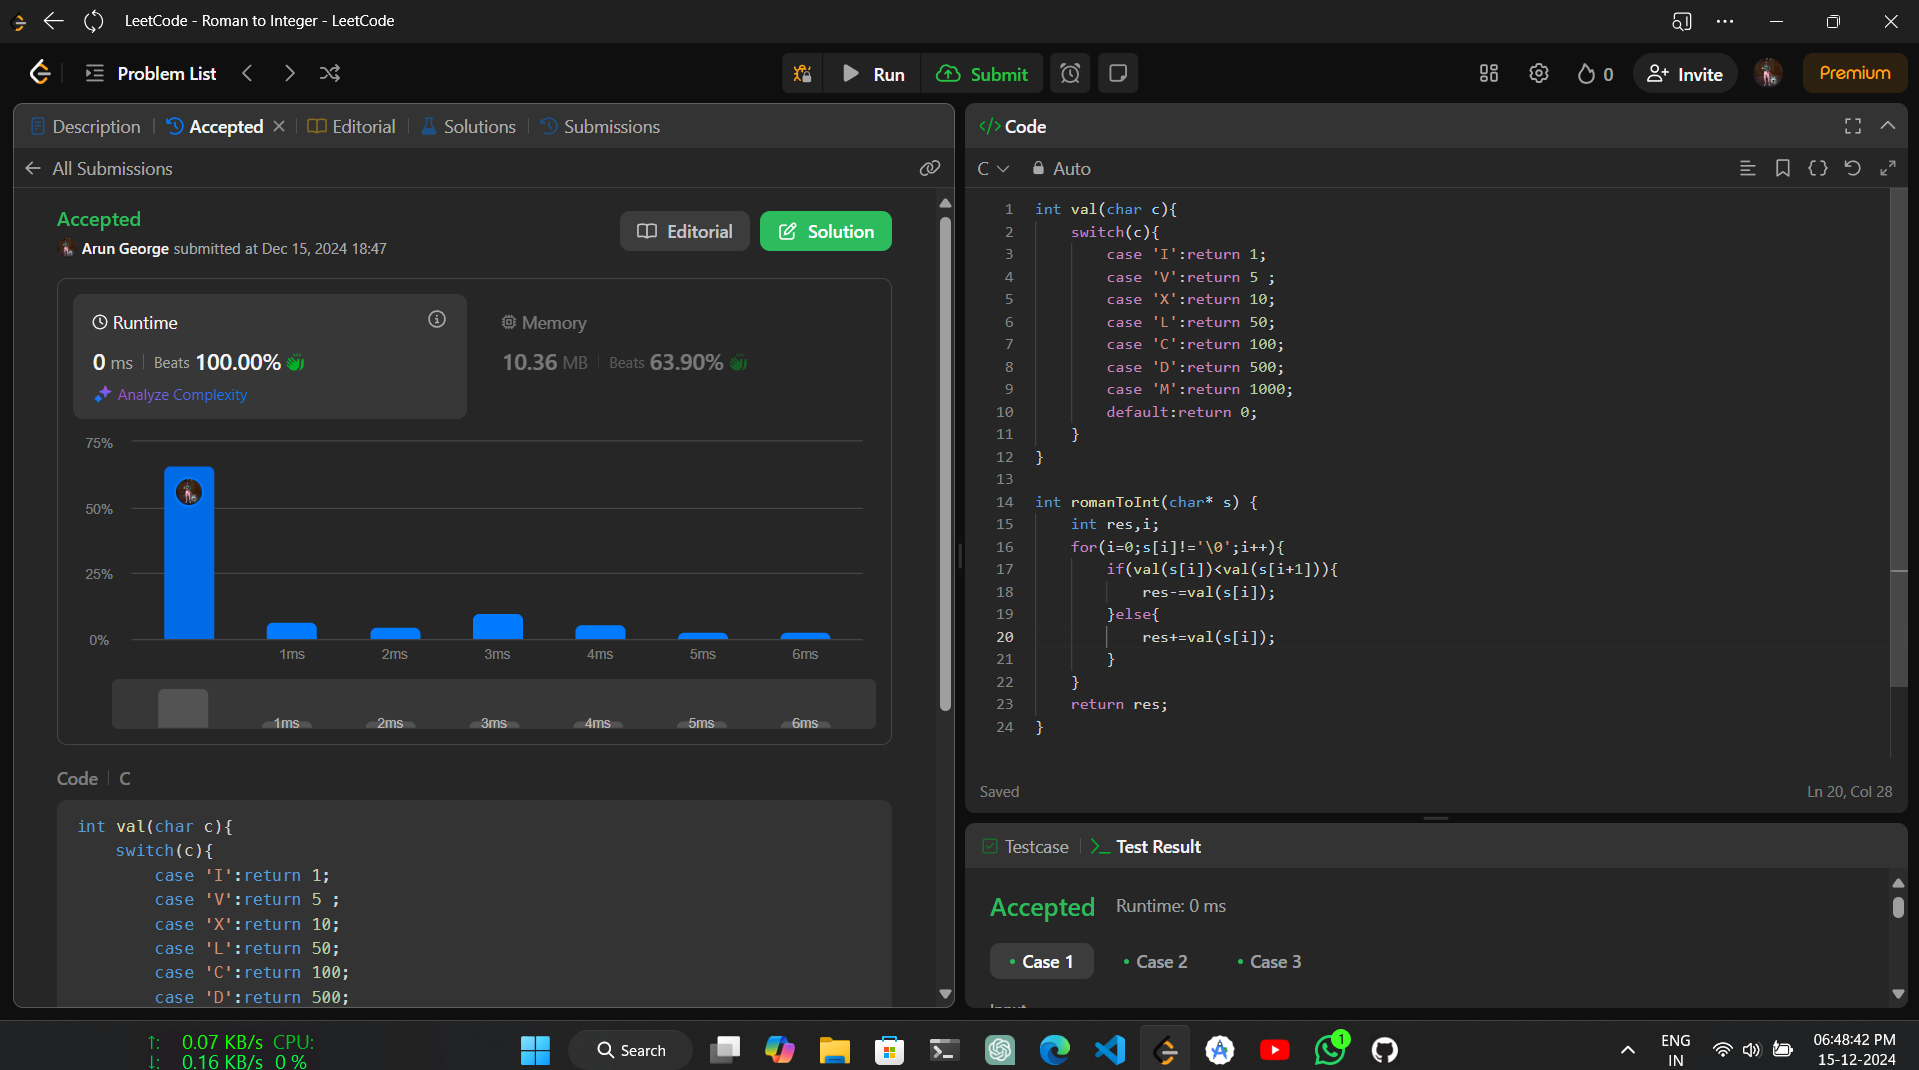 LeetCode - Roman to Integer - LeetCode
Problem List
Run
Submit
0
Invite
Premium
Description
Accepted
Editorial
Solutions
Submissions
All Submissions
Accepted
Arun George submitted at Dec 15, 2024 18:47
Editorial
Solution
Runtime
0 ms
Beats 100.00%
Analyze Complexity
Memory
10.36 MB
Beats 63.90%
75%
50%
25%
0%
1ms 2ms 3ms 4ms 5ms 6ms
1ms 2ms 3ms 4ms 5ms 6ms
Code C
int val(char c){
switch(c){
case 'I':return 1;
case 'V':return 5 ;
case 'X':return 10;
case 'L':return 50;
case 'C':return 100;
case 'D':return 500;
</> Code
C
Auto
1 int val(char c){
2 switch(c){
3 case 'I':return 1;
4 case 'V':return 5 ;
5 case 'X':return 10;
6 case 'L':return 50;
7 case 'C':return 100;
8 case 'D':return 500;
9 case 'M':return 1000;
10 default:return 0;
11 }
12 }
13
14 int romanToInt(char* s) {
15 int res,i;
16 for(i=0;s[i]!='\0';i++){
17 if(val(s[i])<val(s[i+1])){
18 res-=val(s[i]);
19 }else{
20 res+=val(s[i]);
21 }
22 }
23 return res;
24 }
Saved
Ln 20, Col 28
Testcase
Test Result
Accepted
Runtime: 0 ms
Case 1
Case 2
Case 3
↑: 0.07 KB/s CPU:
↓: 0.16 KB/s 0 %
Search
1
ENG
IN
06:48:42 PM
15-12-2024